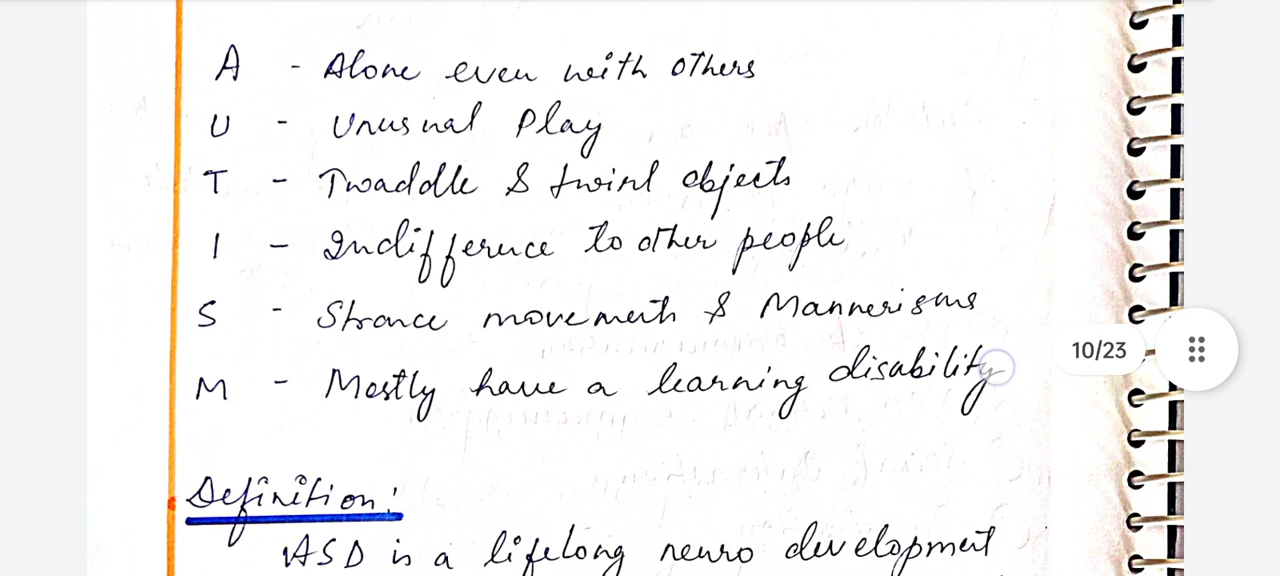 A - Alone even with others
U - Unusual Play
T - Twaddle & twirl objects
I - Indifference to other people
S - Strance movement & Mannerisms
M - Mostly have a learning disability
10/23
Definition:
ASD is a lifelong neuro development